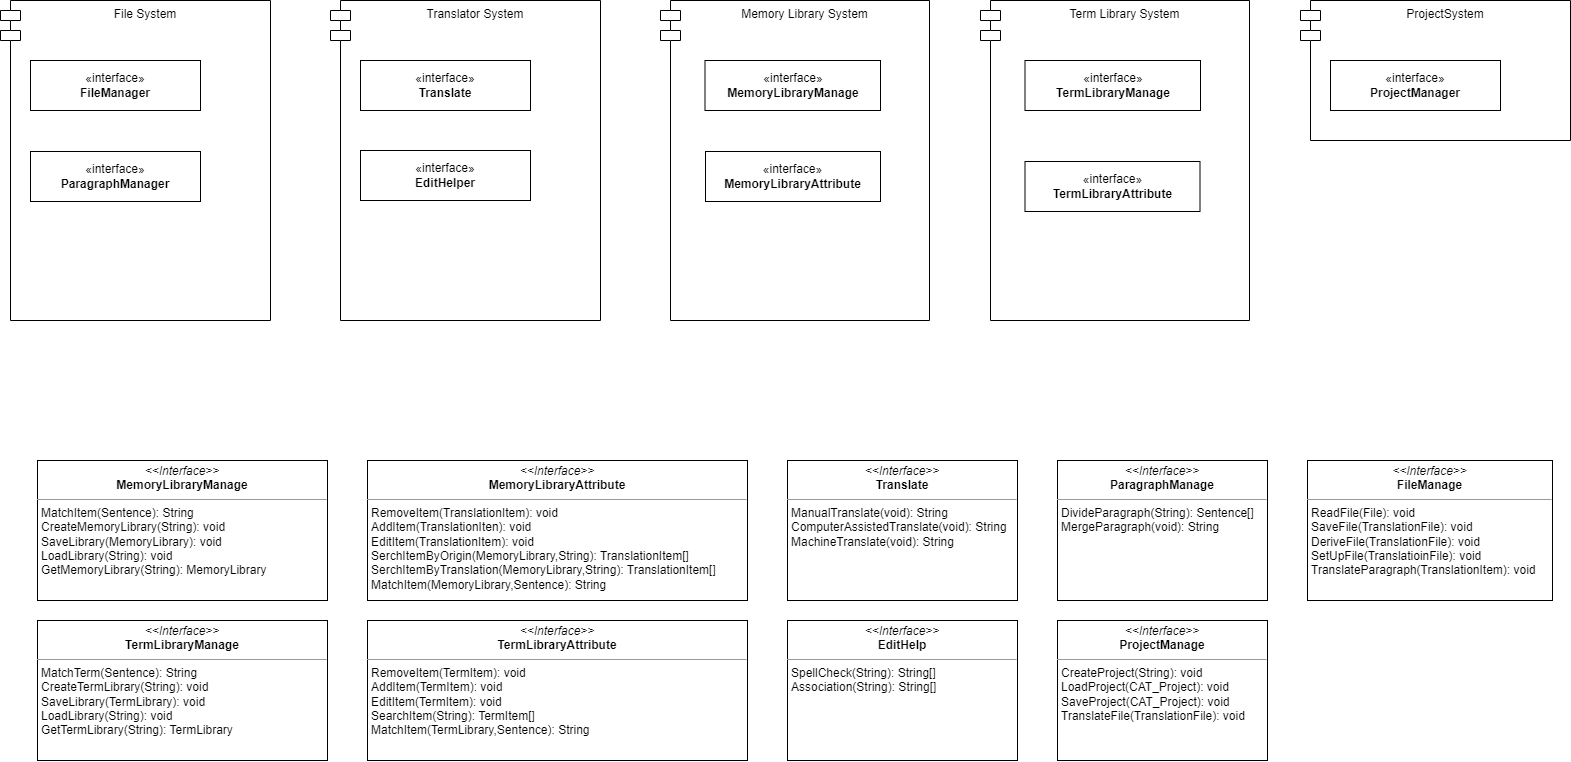 File System
«interface»
FileManager
«interface»
ParagraphManager
Translator System
«interface»
Translate
«interface»
EditHelper
Memory Library System
«interface»
MemoryLibraryManage
«interface»
MemoryLibraryAttribute
Term Library System
«interface»
TermLibraryManage
«interface»
TermLibraryAttribute
ProjectSystem
«interface»
ProjectManager
<<Interface>>
MemoryLibraryManage
MatchItem(Sentence): String
CreateMemoryLibrary(String): void
SaveLibrary(MemoryLibrary): void
LoadLibrary(String): void
GetMemoryLibrary(String): MemoryLibrary
<<Interface>>
MemoryLibraryAttribute
RemoveItem(TranslationItem): void
AddItem(TranslationIten): void
EditItem(TranslationItem): void
SerchItemByOrigin(MemoryLibrary,String): TranslationItem[]
SerchItemByTranslation(MemoryLibrary,String): TranslationItem[]
MatchItem(MemoryLibrary,Sentence): String
<<Interface>>
Translate
ManualTranslate(void): String
ComputerAssistedTranslate(void): String
MachineTranslate(void): String
<<Interface>>
ParagraphManage
DivideParagraph(String): Sentence[]
MergeParagraph(void): String
<<Interface>>
FileManage
ReadFile(File): void
SaveFile(TranslationFile): void
DeriveFile(TranslationFile): void
SetUpFile(TranslatioinFile): void
TranslateParagraph(TranslationItem): void
<<Interface>>
TermLibraryManage
MatchTerm(Sentence): String
CreateTermLibrary(String): void
SaveLibrary(TermLibrary): void
LoadLibrary(String): void
GetTermLibrary(String): TermLibrary
<<Interface>>
TermLibraryAttribute
RemoveItem(TermItem): void
AddItem(TermItem): void
EditItem(TermItem): void
SearchItem(String): TermItem[]
MatchItem(TermLibrary,Sentence): String
<<Interface>>
EditHelp
SpellCheck(String): String[]
Association(String): String[]
<<Interface>>
ProjectManage
CreateProject(String): void
LoadProject(CAT_Project): void
SaveProject(CAT_Project): void
TranslateFile(TranslationFile): void